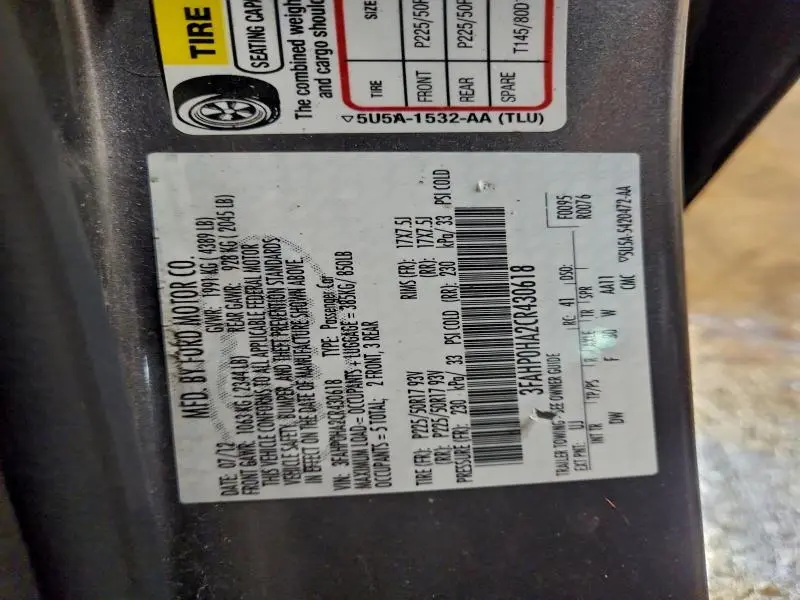 TIRE
SEATING CAP
The combined weigh
and cargo shoul
TIRE SIZE
FRONT P225/50R
REAR P225/50R
SPARE T145/80D
▽5U5A-1532-AA (TLU)
MFD. BY FORD MOTOR CO.
DATE: 07/12 GVWR: 1991 KG (4389 LB)
FRONT GAWR: 1063 KG (2344 LB) REAR GAWR: 928 KG (2045 LB)
THIS VEHICLE CONFORMS TO ALL APPLICABLE FEDERAL MOTOR
VEHICLE SAFETY, BUMPER, AND THEFT PREVENTION STANDARDS
IN EFFECT ON THE DATE OF MANUFACTURE SHOWN ABOVE.
VIN: 3FAHP0HA2CR430618 TYPE: Passenger Car
MAXIMUM LOAD = OCCUPANTS + LUGGAGE = 385KG/ 850LB
OCCUPANTS = 5 TOTAL: 2 FRONT, 3 REAR
TIRE (FR): P225/50R17 93V RIMS (FR): 17X7.5J
(RR): P225/50R17 93V (RR): 17X7.5J
PRESSURE (FR): 230 kPa/ 33 PSI COLD (RR): 230 kPa/ 33 PSI COLD
3FAHP0HA2CR430618
F0095
R0076
TRAILER TOWING - SEE OWNER GUIDE
EXT PNT: UJ RC: 41 DSO:
INT TR TP/PS R AXLE TR SPR
DW F W AA11
CMC ▽5U5A-5420472-AA